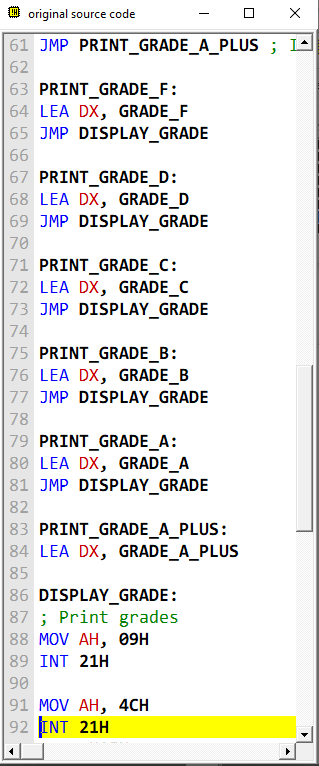 original source code
61 JMP PRINT_GRADE_A_PLUS ;
62
63 PRINT_GRADE_F:
64 LEA DX, GRADE_F
65 JMP DISPLAY_GRADE
66
67 PRINT_GRADE_D:
68 LEA DX, GRADE_D
69 JMP DISPLAY_GRADE
70
71 PRINT_GRADE_C:
72 LEA DX, GRADE_C
73 JMP DISPLAY_GRADE
74
75 PRINT_GRADE_B:
76 LEA DX, GRADE_B
77 JMP DISPLAY_GRADE
78
79 PRINT_GRADE_A:
80 LEA DX, GRADE_A
81 JMP DISPLAY_GRADE
82
83 PRINT_GRADE_A_PLUS:
84 LEA DX, GRADE_A_PLUS
85
86 DISPLAY_GRADE:
87 ; Print grades
88 MOV AH, 09H
89 INT 21H
90
91 MOV AH, 4CH
92 INT 21H